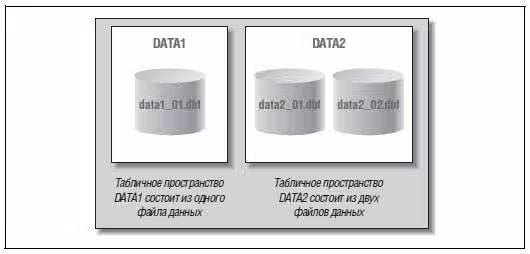 DATA1
DATA2
data1_01.dbf
data2_01.dbf
data2_02.dbf
Табличное пространство
DATA1 состоит из одного
файла данных
Табличное пространство
DATA2 состоит из двух
файлов данных